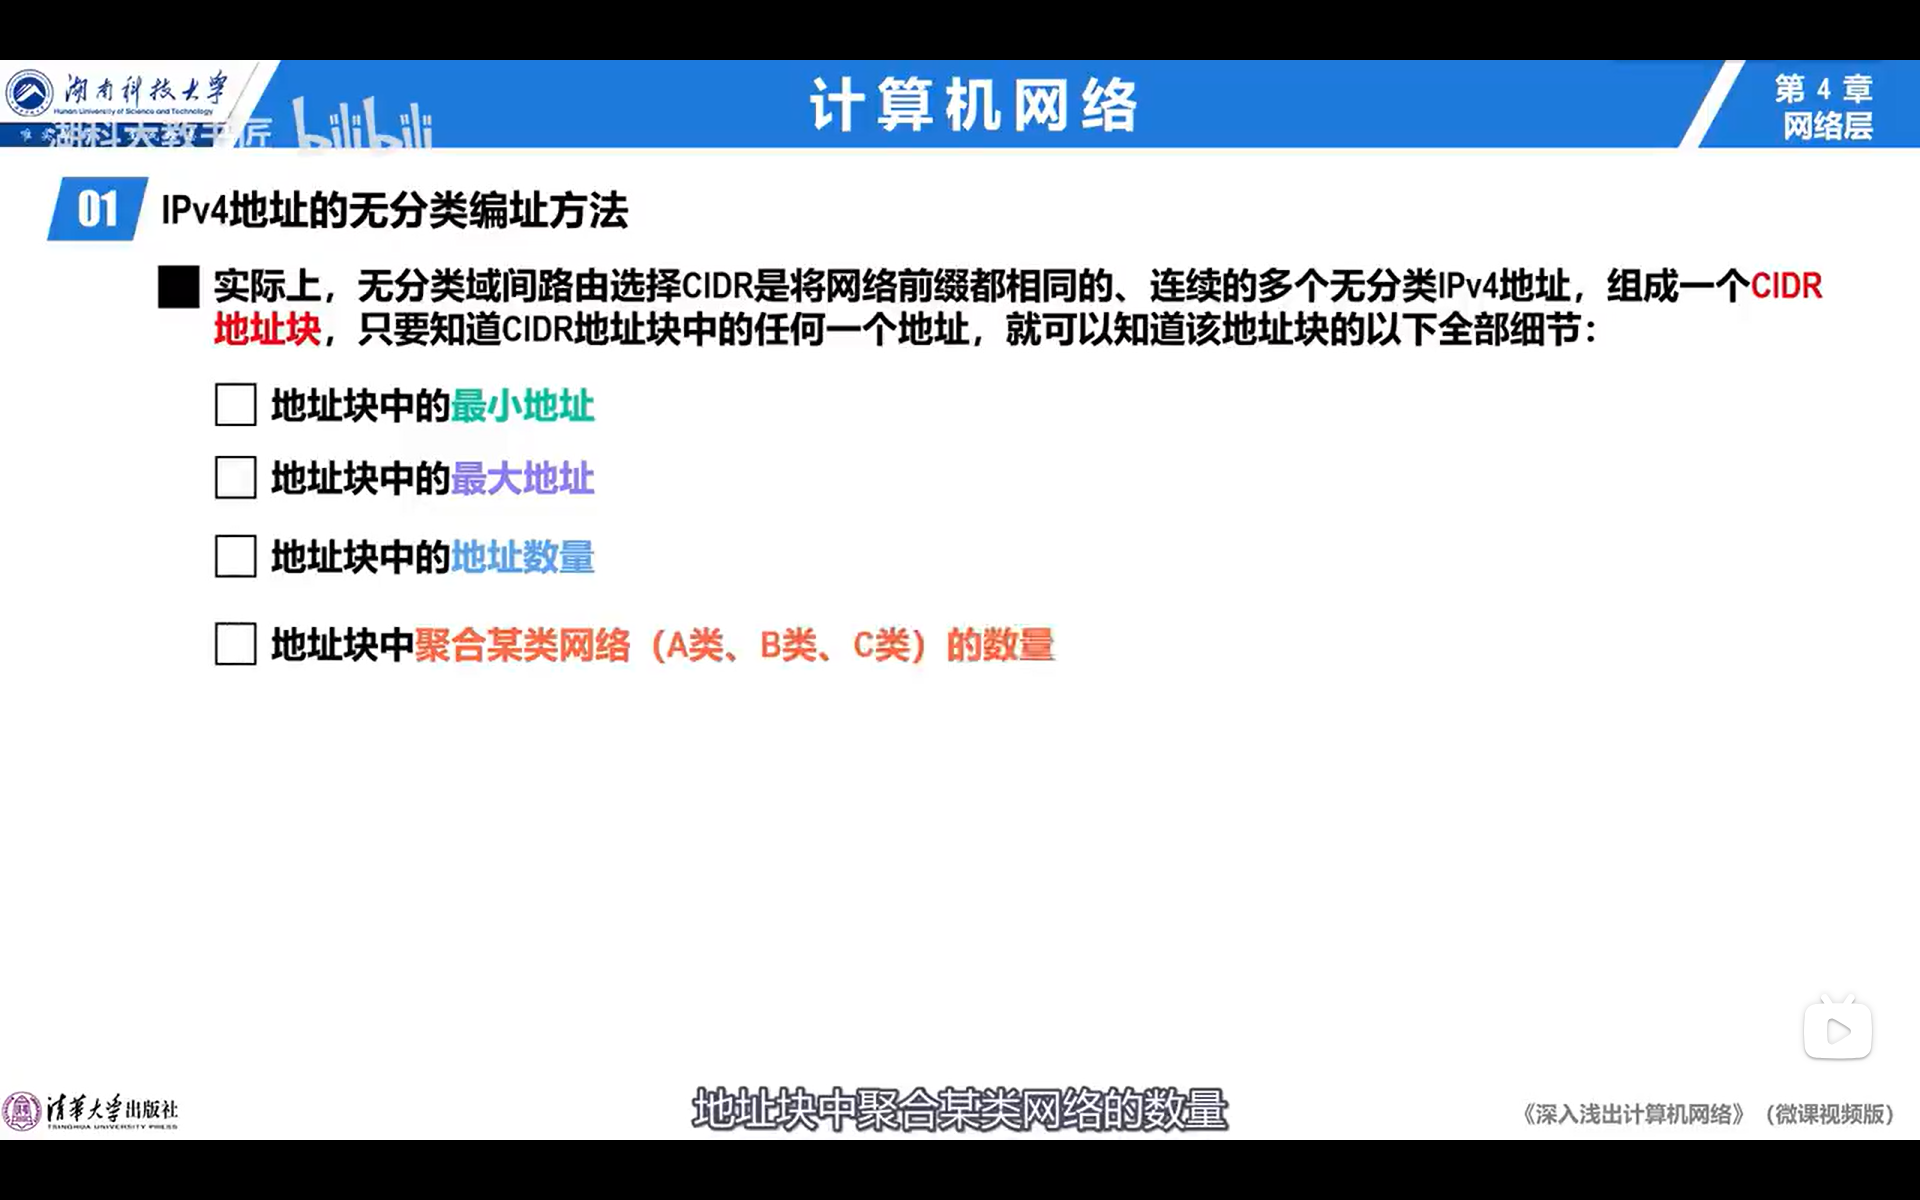 湖南科技大学
Hunan University of Science and Technology
湖科大教书匠
bilibili
计算机网络
第 4 章
网络层
01
IPv4地址的无分类编址方法
实际上，无分类域间路由选择CIDR是将网络前缀都相同的、连续的多个无分类IPv4地址，组成一个CIDR
地址块，只要知道CIDR地址块中的任何一个地址，就可以知道该地址块的以下全部细节：
地址块中的最小地址
地址块中的最大地址
地址块中的地址数量
地址块中聚合某类网络（A类、B类、C类）的数量
清华大学出版社
TSINGHUA UNIVERSITY PRESS
地址块中聚合某类网络的数量
《深入浅出计算机网络》（微课视频版）